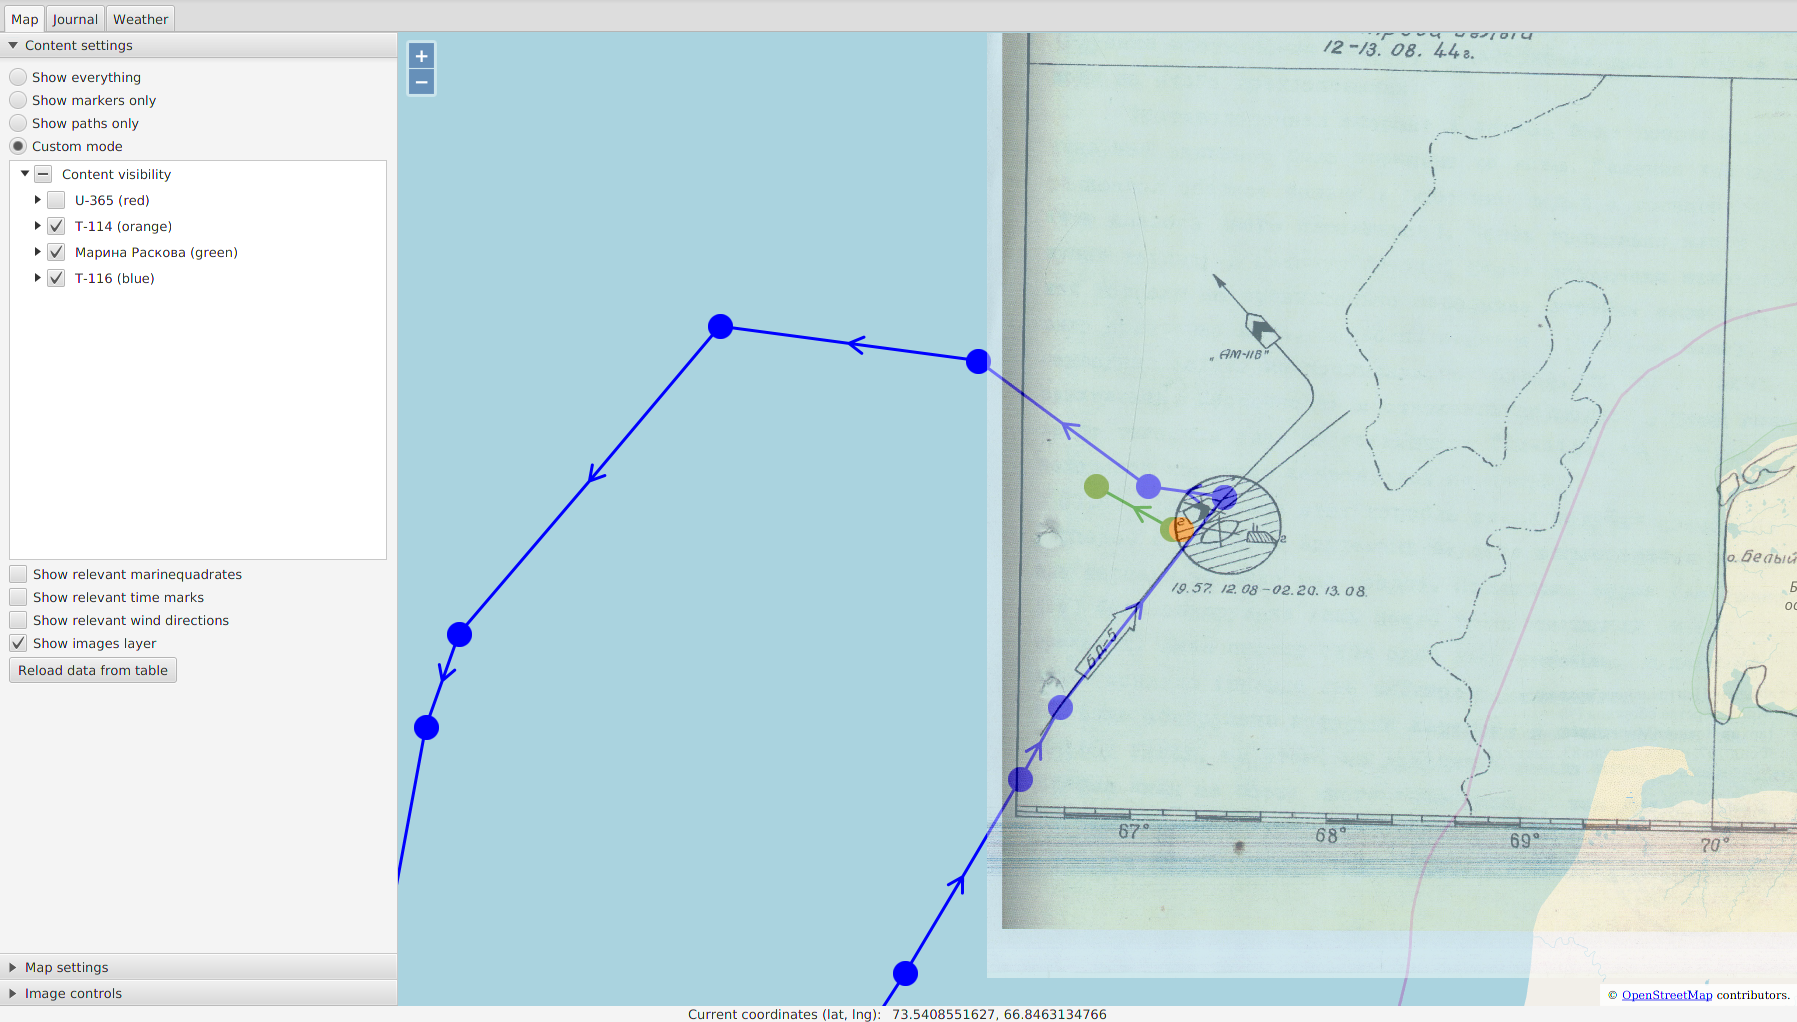 Map Journal Weather
Content settings
Show everything
Show markers only
Show paths only
Custom mode
Content visibility
U-365 (red)
T-114 (orange)
Марина Раскова (green)
T-116 (blue)
Show relevant marinequadrates
Show relevant time marks
Show relevant wind directions
Show images layer
Reload data from table
Map settings
Image controls
+
−
12-13. 08. 44г.
„АМ-116"
о. Белый
19.57. 12.08-02.20. 13.08.
БД-5
67° 68° 69° 70°
© OpenStreetMap contributors.
Current coordinates (lat, lng): 73.5408551627, 66.8463134766